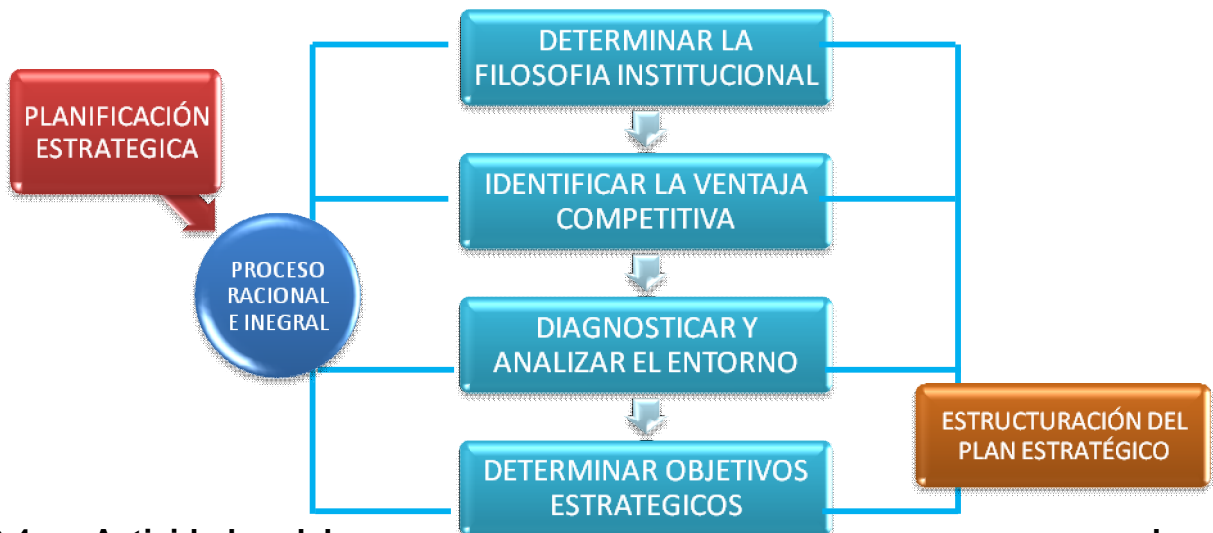 PLANIFICACIÓN
ESTRATEGICA
PROCESO
RACIONAL
E INEGRAL
DETERMINAR LA
FILOSOFIA INSTITUCIONAL
IDENTIFICAR LA VENTAJA
COMPETITIVA
DIAGNOSTICAR Y
ANALIZAR EL ENTORNO
DETERMINAR OBJETIVOS
ESTRATEGICOS
ESTRUCTURACIÓN DEL
PLAN ESTRATÉGICO